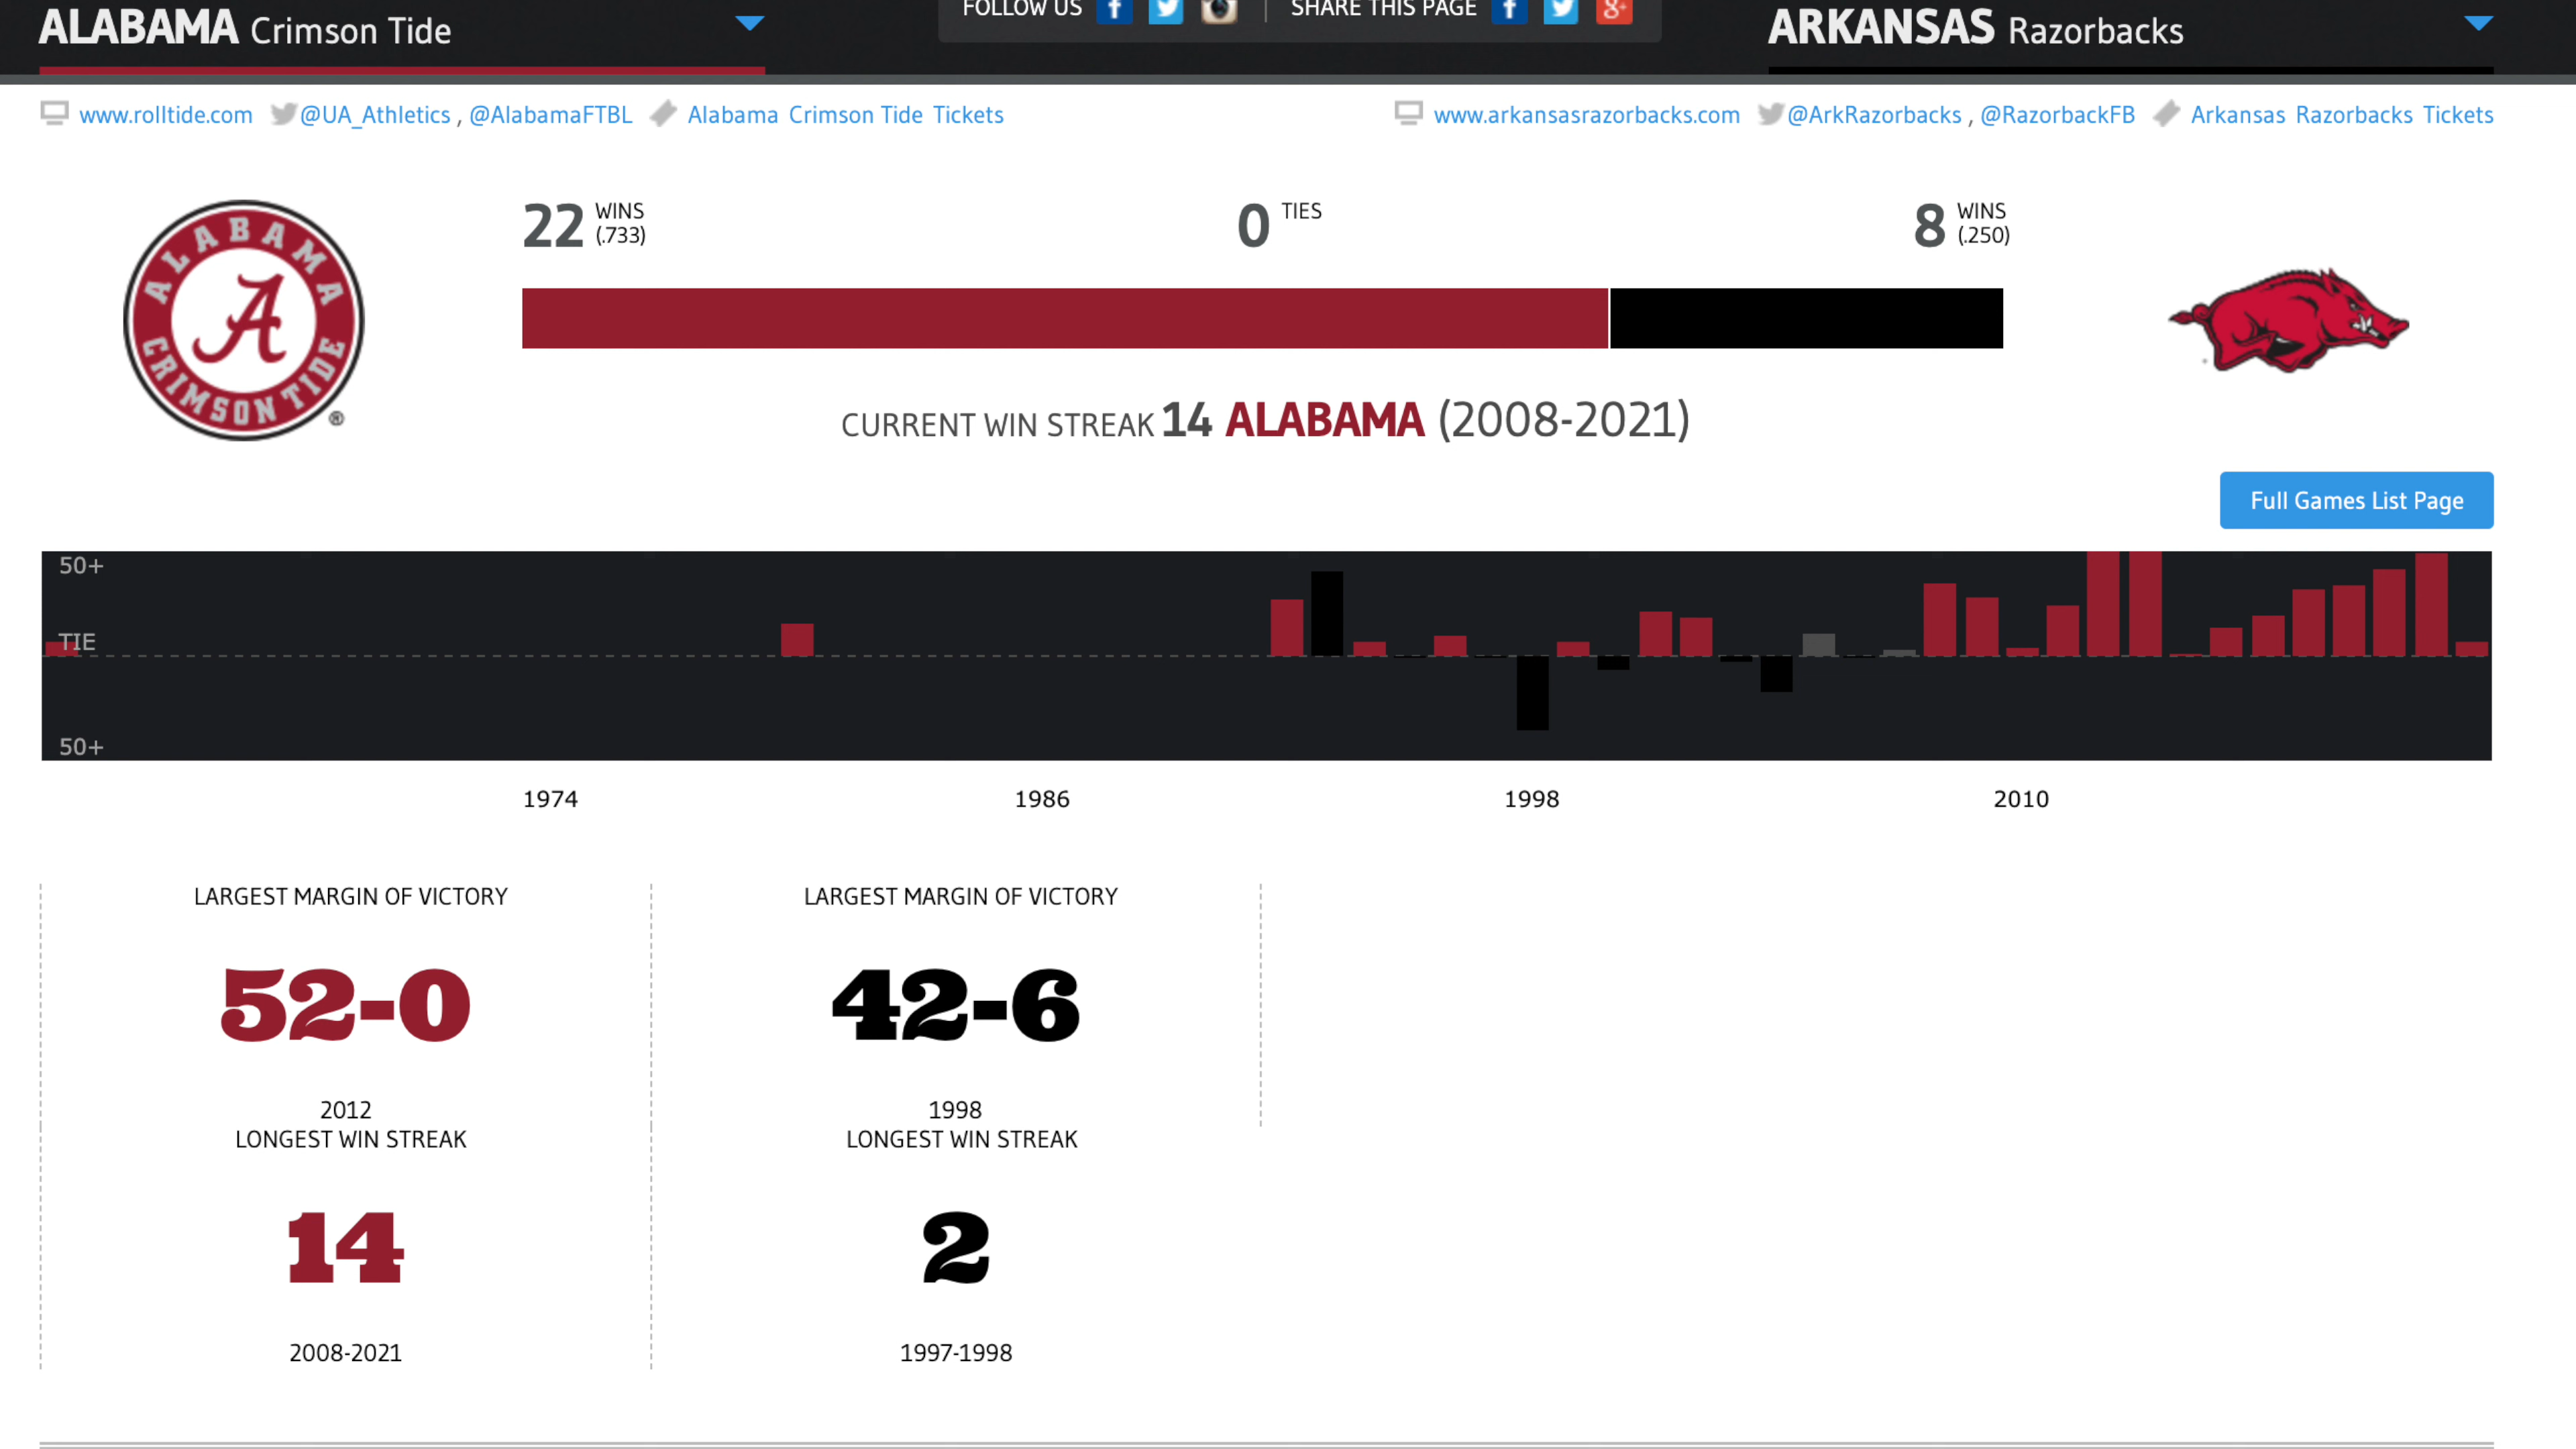 ALABAMA Crimson Tide
FOLLOW US
SHARE THIS PAGE
ARKANSAS Razorbacks
www.rolltide.com @UA_Athletics , @AlabamaFTBL Alabama Crimson Tide Tickets
www.arkansasrazorbacks.com @ArkRazorbacks , @RazorbackFB Arkansas Razorbacks Tickets
ALABAMA
A
CRIMSON TIDE
®
22 WINS
(.733)
0 TIES
8 WINS
(.250)
CURRENT WIN STREAK 14 ALABAMA (2008-2021)
Full Games List Page
50+
TIE
50+
1974 1986 1998 2010
LARGEST MARGIN OF VICTORY
52-0
2012
LONGEST WIN STREAK
14
2008-2021
LARGEST MARGIN OF VICTORY
42-6
1998
LONGEST WIN STREAK
2
1997-1998